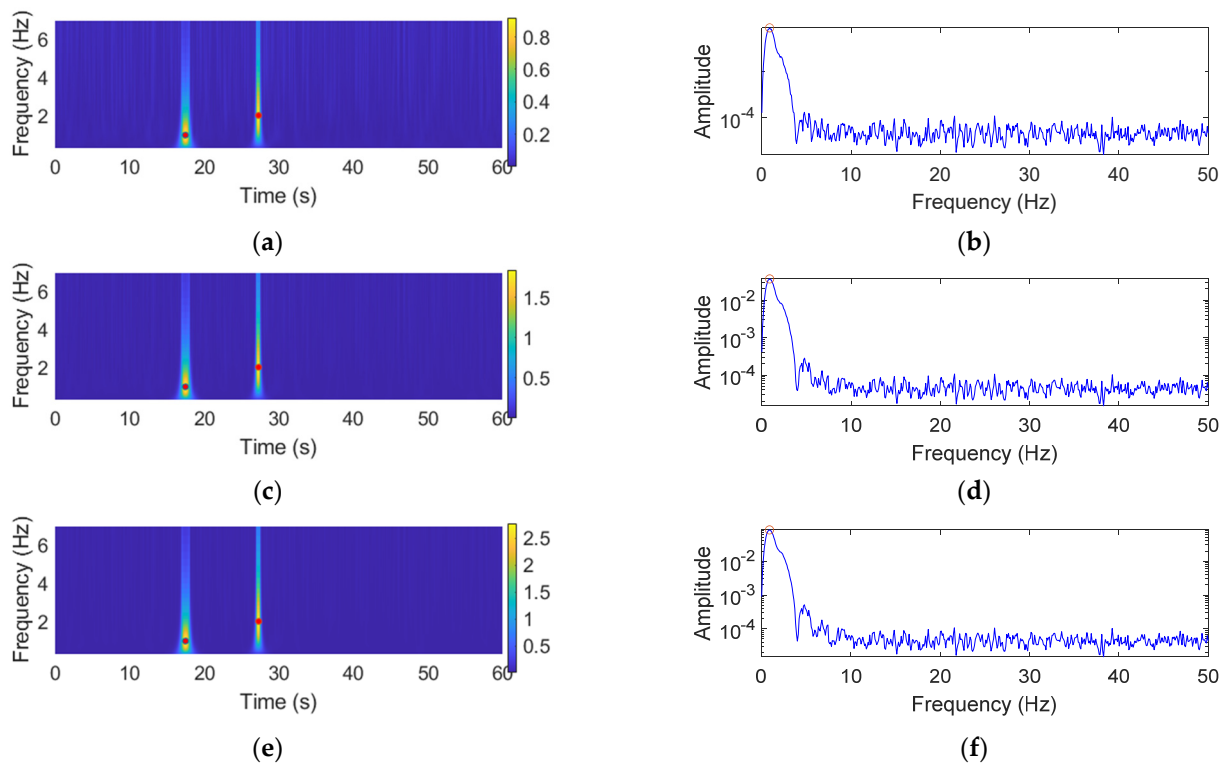 Frequency (Hz)
6
4
2
0 10 20 30 40 50 60
Time (s)
0.8
0.6
0.4
0.2
(a)
Amplitude
10-4
0 10 20 30 40 50
Frequency (Hz)
(b)
Frequency (Hz)
6
4
2
0 10 20 30 40 50 60
Time (s)
1.5
1
0.5
(c)
Amplitude
10-2
10-3
10-4
0 10 20 30 40 50
Frequency (Hz)
(d)
Frequency (Hz)
6
4
2
0 10 20 30 40 50 60
Time (s)
2.5
2
1.5
1
0.5
(e)
Amplitude
10-2
10-3
10-4
0 10 20 30 40 50
Frequency (Hz)
(f)